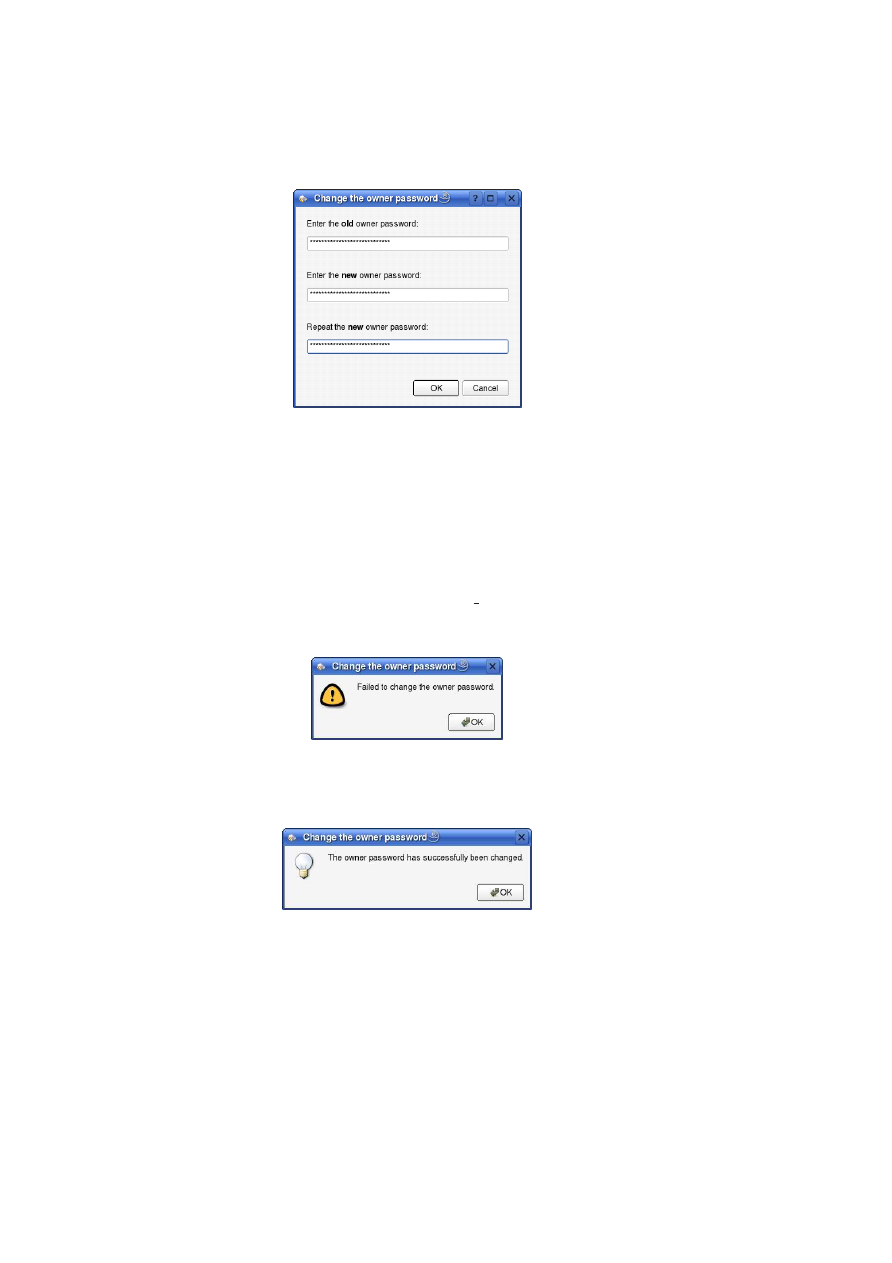 Change the owner password
Enter the old owner password:
****************************
Enter the new owner password:
****************************
Repeat the new owner password:
****************************
OK Cancel
Change the owner password
Failed to change the owner password.
OK
Change the owner password
The owner password has successfully been changed.
OK